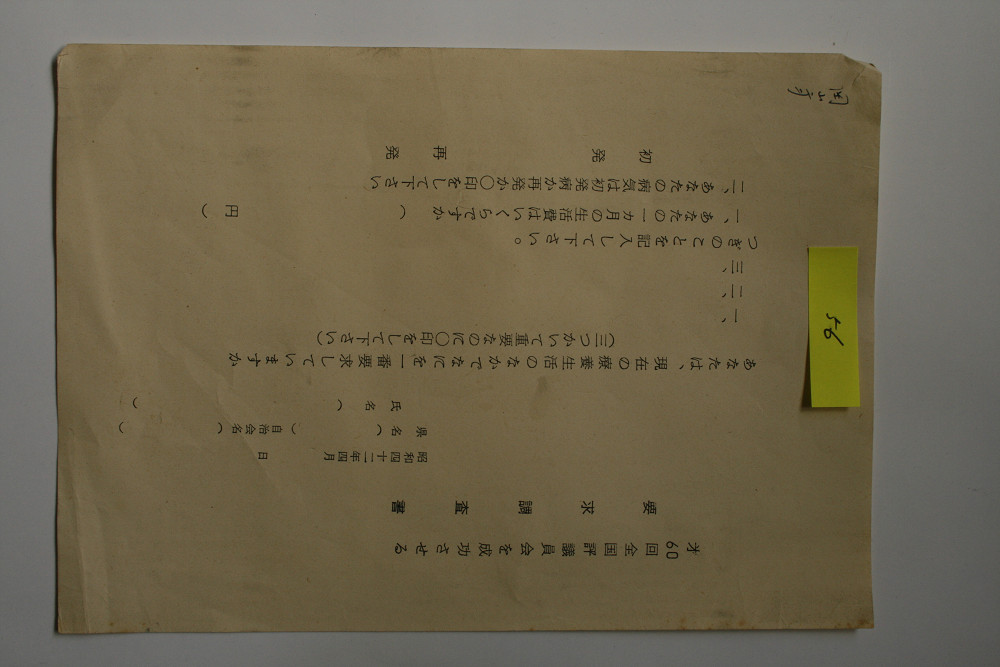 才60回全国評議員会を成功させる
要求調査書
昭和四十二年四月　日
県名（　　）自治会名（　　）
氏名（　　）
あなたは、現在の療養生活のなかでなにを一番要求していますか
（三つかいて重要なのに〇印をして下さい）
一、
二、
三、
つぎのことを記入して下さい。
一、あなたの一カ月の生活費はいくらですか（　　円）
二、あなたの病気は初発病か再発か〇印をして下さい
初発　再発
岡山
56